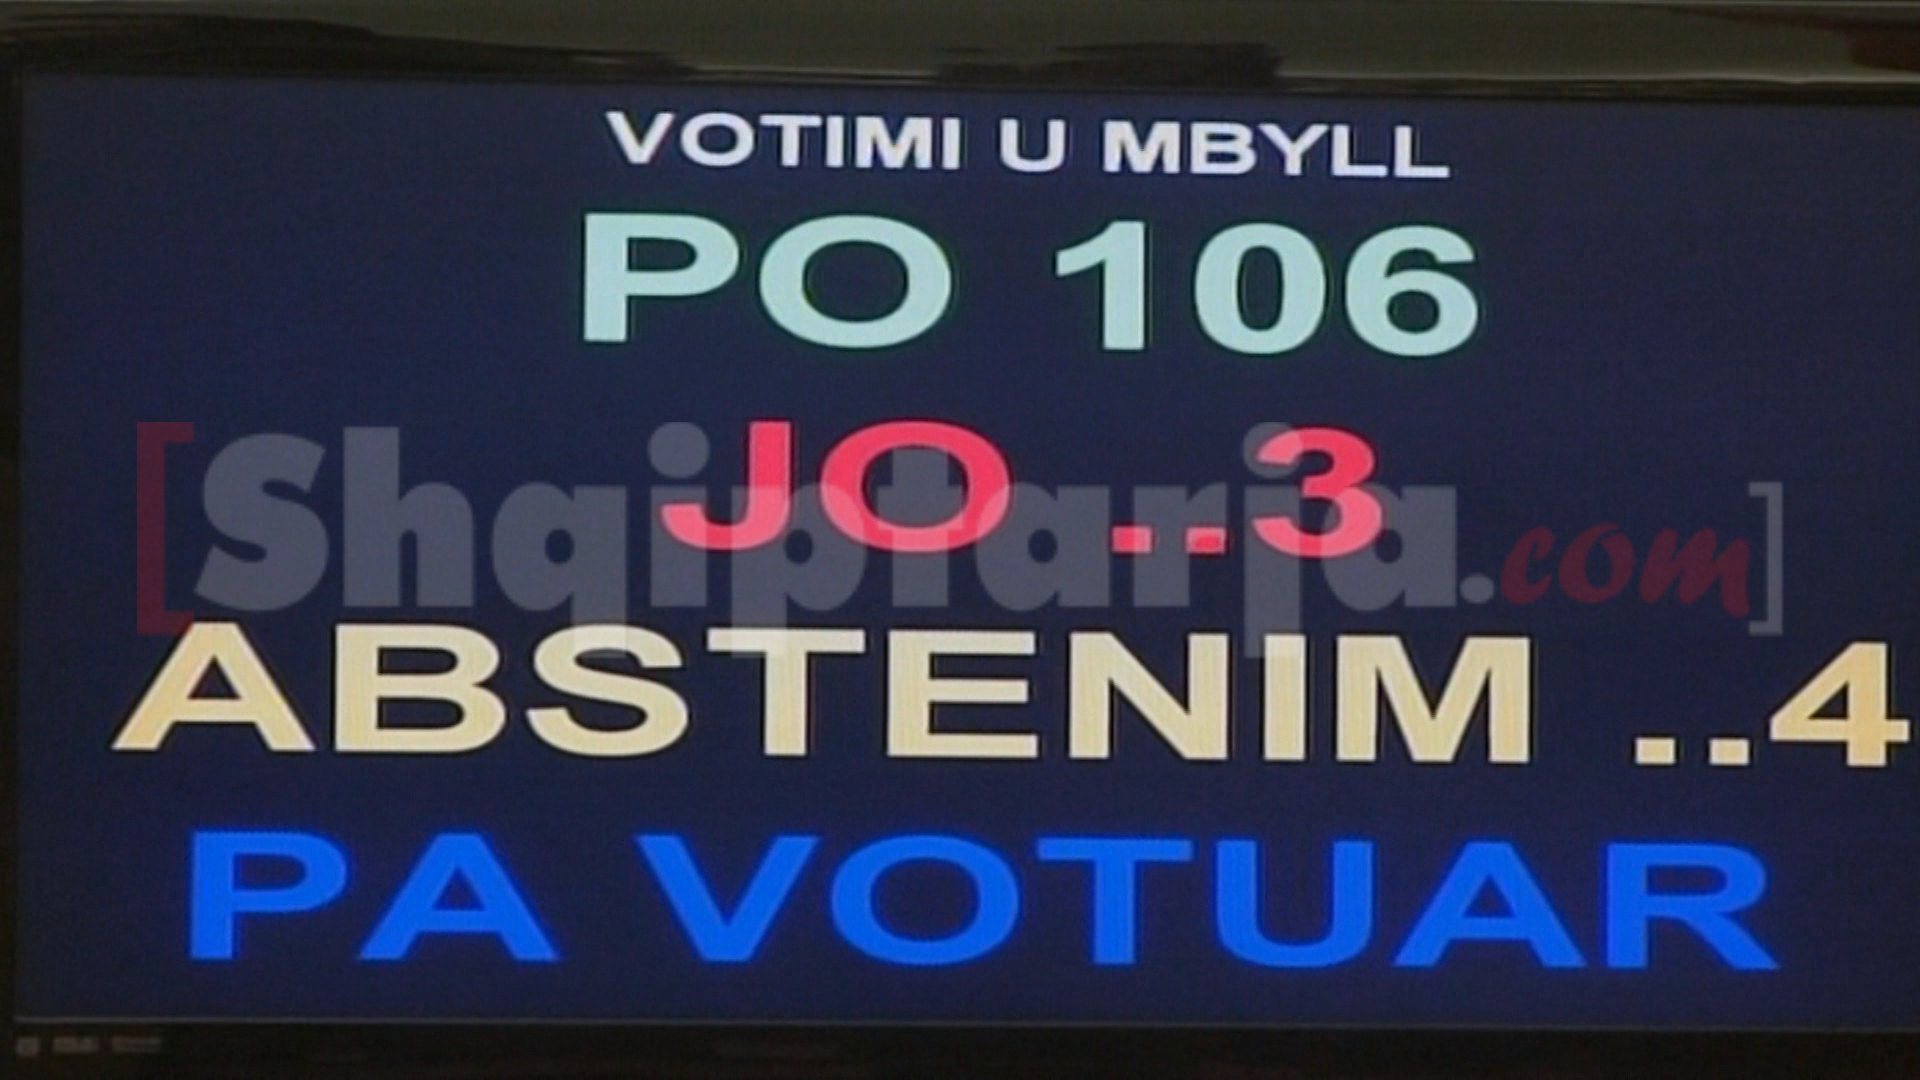 VOTIMI U MBYLL
PO 106
JO ..3
[Shqiptarja.com]
ABSTENIM ..4
PA VOTUAR